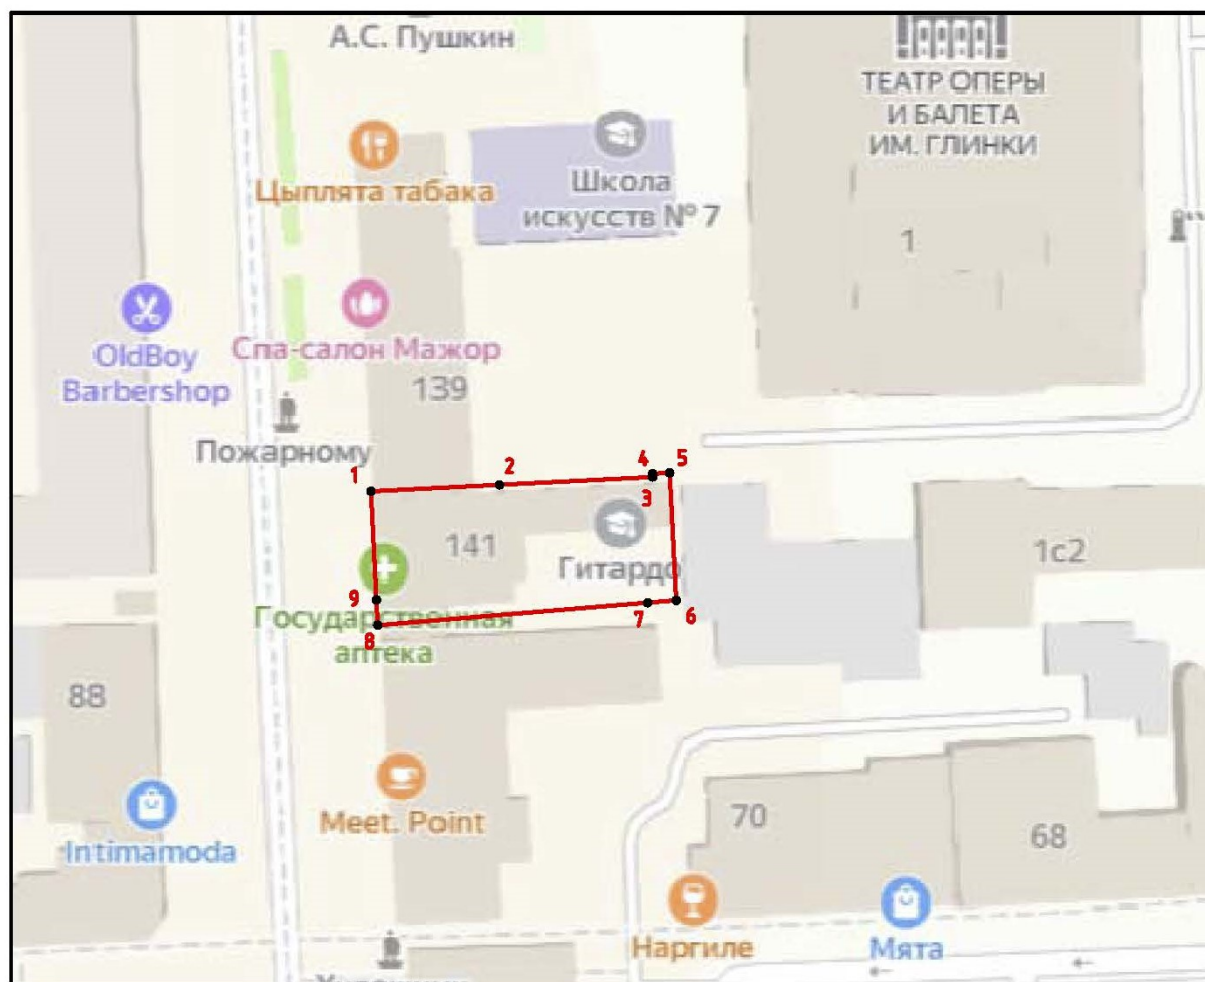 А.С. Пушкин
ТЕАТР ОПЕРЫ
И БАЛЕТА
ИМ. ГЛИНКИ
Цыплята табака
Школа
искусств № 7
1
OldBoy
Barbershop
Спа-салон Мажор
139
Пожарному
1
2
4
5
3
141
Гитардо
1с2
9
Государственная
аптека
8
7
6
88
Meet. Point
Intimamoda
70
68
Наргиле
Мята